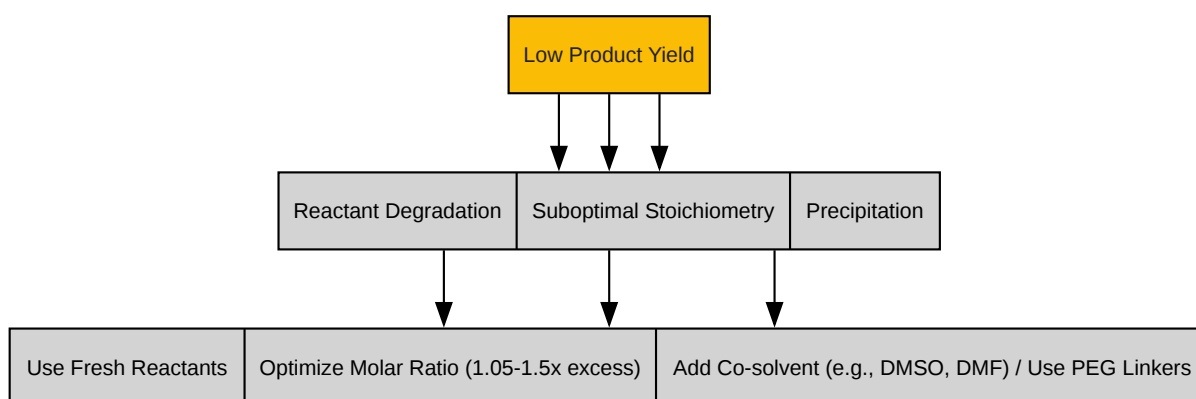 Low Product Yield
Reactant Degradation
Suboptimal Stoichiometry
Precipitation
Use Fresh Reactants
Optimize Molar Ratio (1.05-1.5x excess)
Add Co-solvent (e.g., DMSO, DMF) / Use PEG Linkers